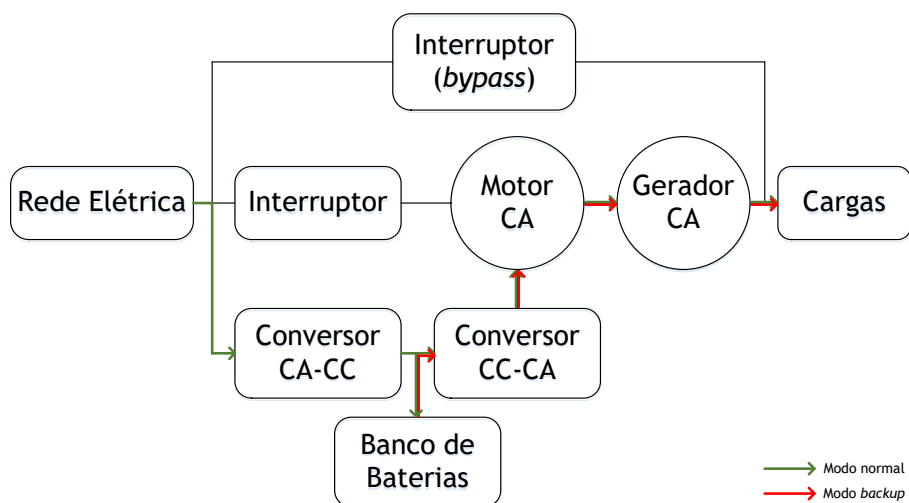 Interruptor
(bypass)
Rede Elétrica
Interruptor
Motor
CA
Gerador
CA
Cargas
Conversor
CA-CC
Conversor
CC-CA
Banco de
Baterias
Modo normal
Modo backup